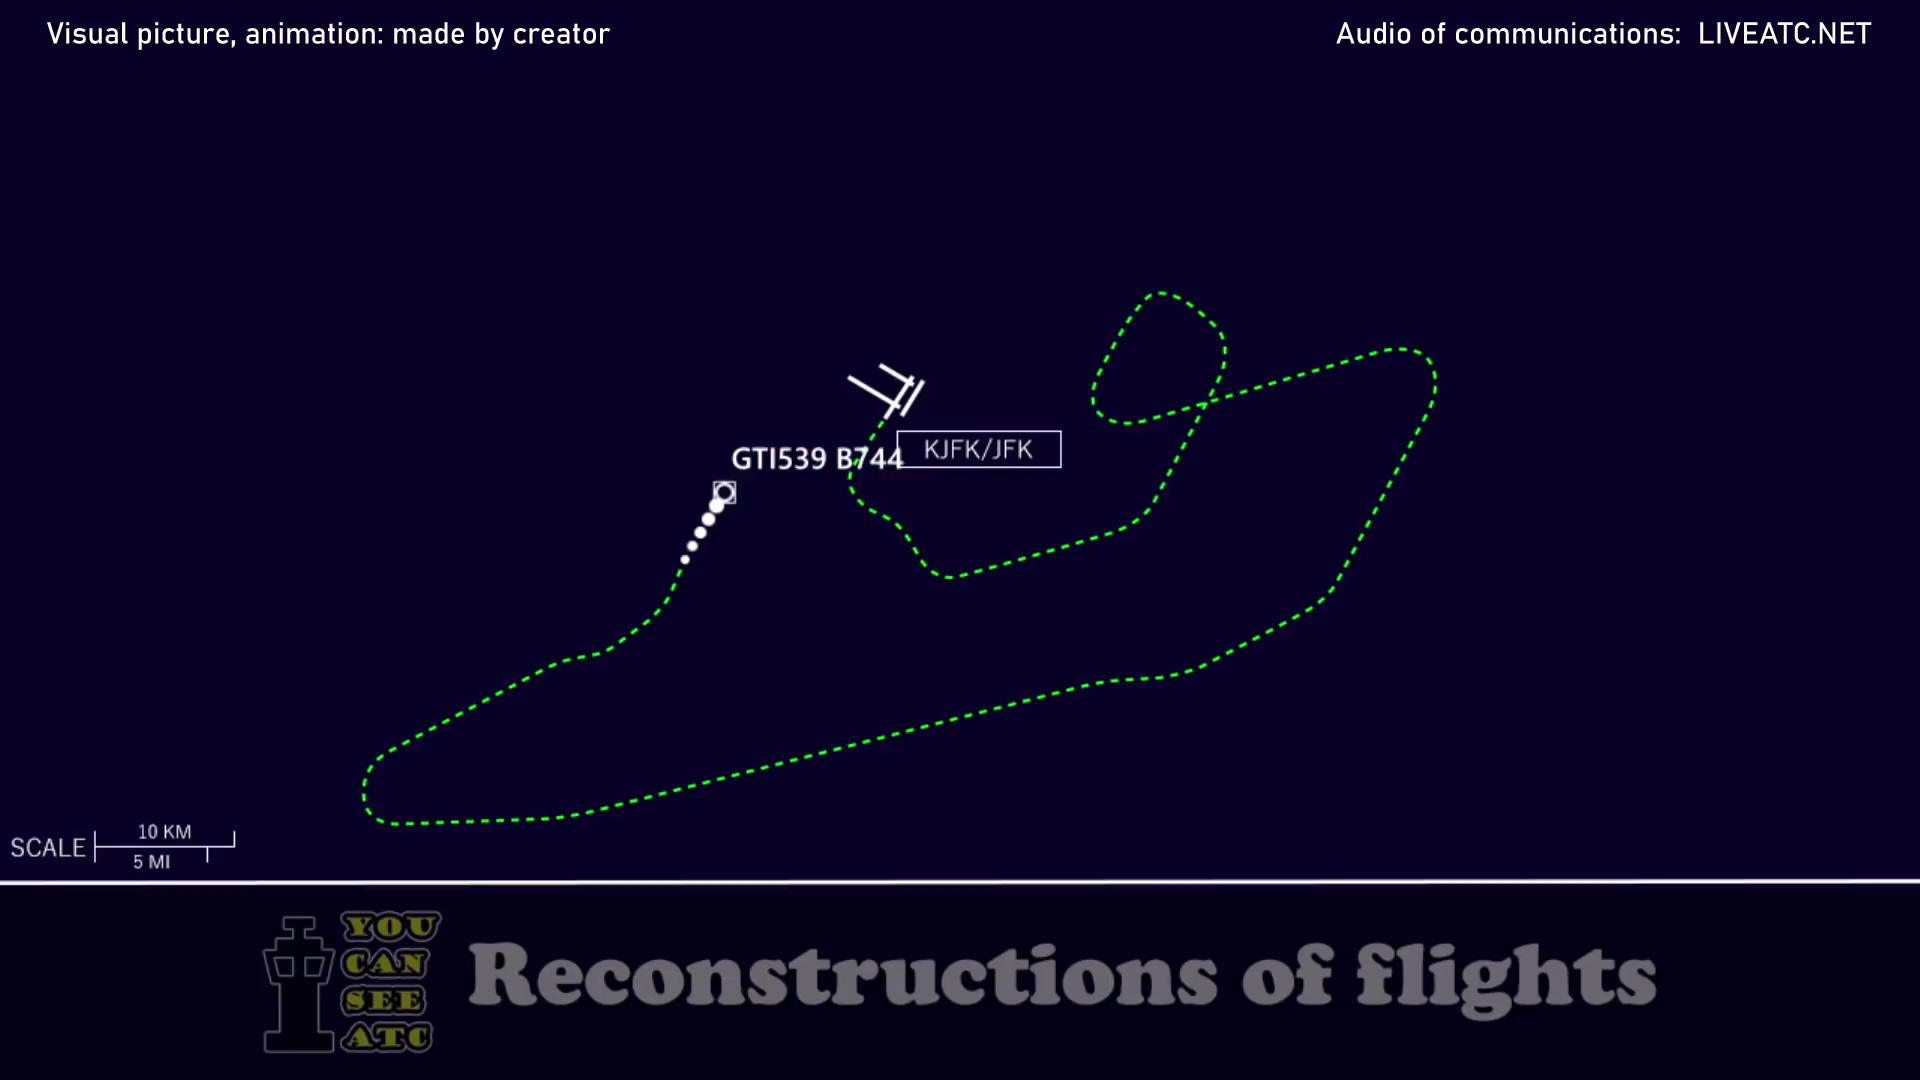 Visual picture, animation: made by creator
Audio of communications: LIVEATC.NET
KJFK/JFK
GTI539 B744
10 KM
SCALE
5 MI
YOU
CAN
SEE
ATC
Reconstructions of flights